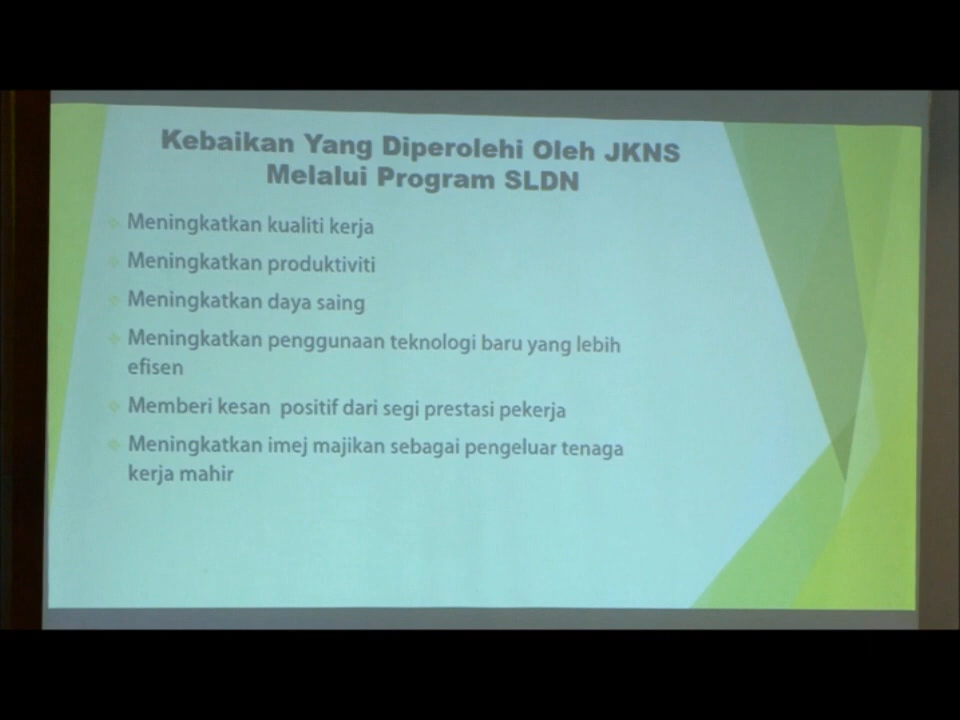 Kebaikan Yang Diperolehi Oleh JKNS
Melalui Program SLDN
Meningkatkan kualiti kerja
Meningkatkan produktiviti
Meningkatkan daya saing
Meningkatkan penggunaan teknologi baru yang lebih
efisen
Memberi kesan positif dari segi prestasi pekerja
Meningkatkan imej majikan sebagai pengeluar tenaga
kerja mahir